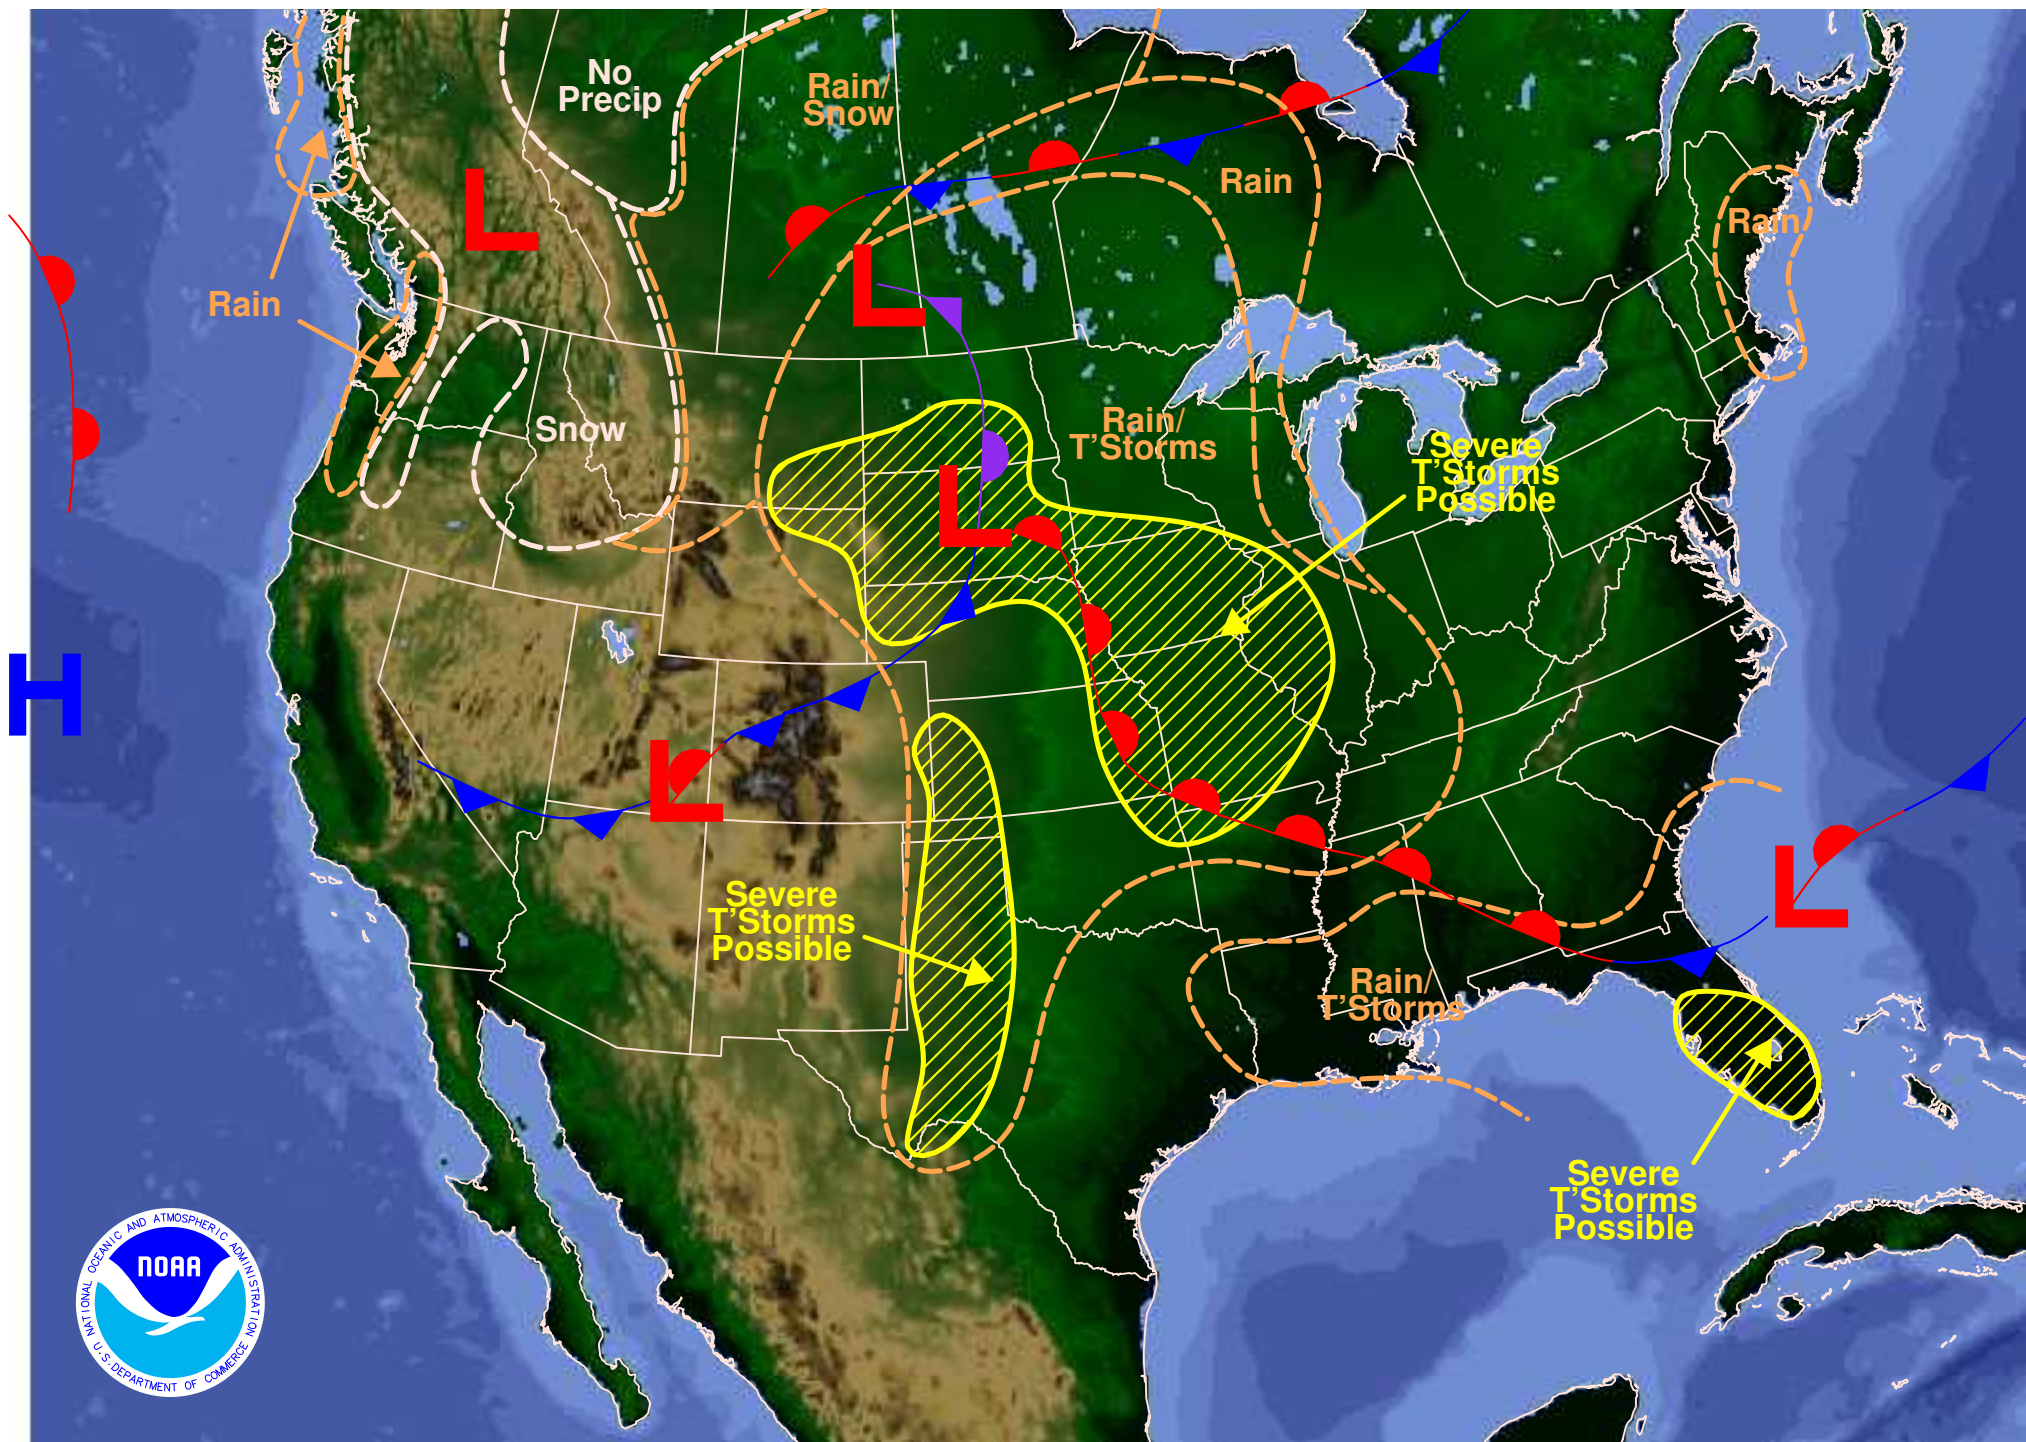 No
Precip
Rain/
Snow
Rain
Rain
Rain
Snow
Rain/
T'Storms
Severe
T'Storms
Possible
Severe
T'Storms
Possible
Rain/
T'Storms
Severe
T'Storms
Possible
L
L
L
L
L
H
NATIONAL OCEANIC AND ATMOSPHERIC ADMINISTRATION
NOAA
U.S. DEPARTMENT OF COMMERCE